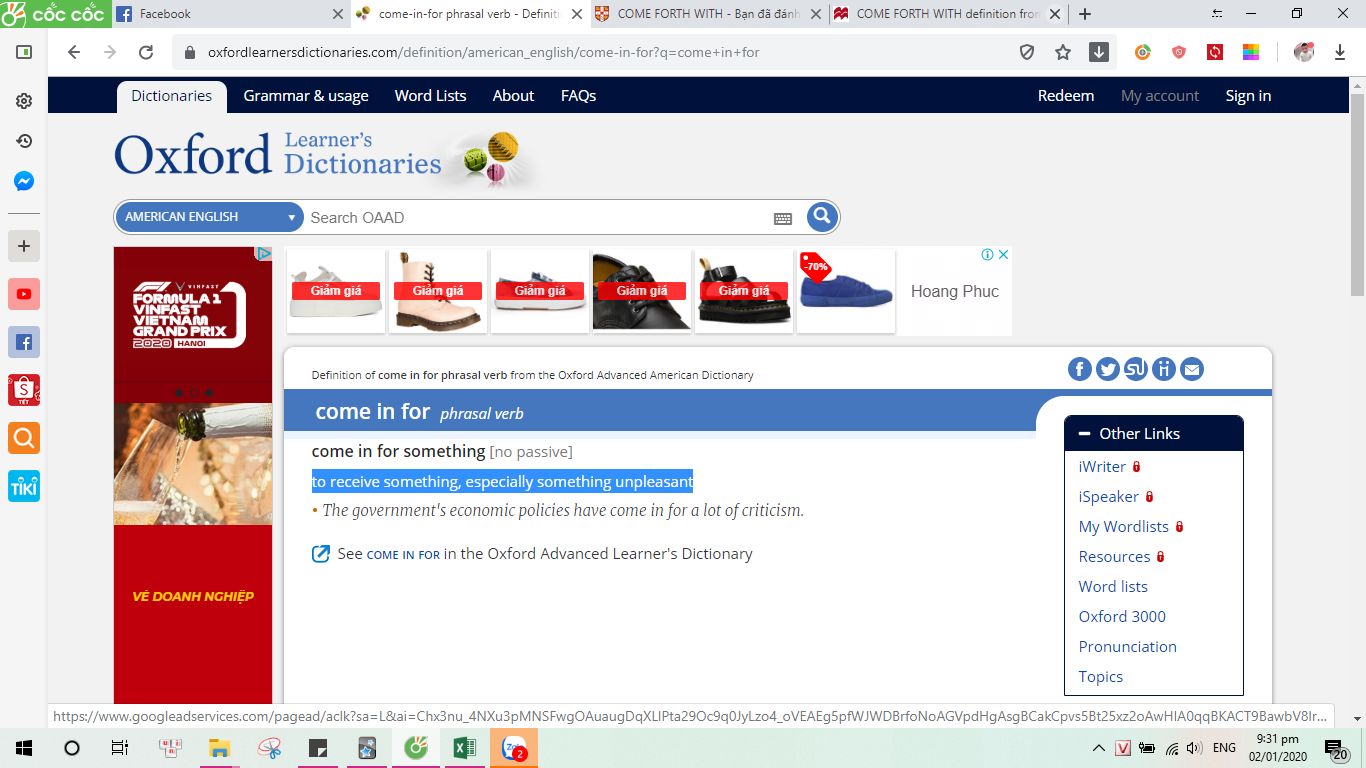 cốc cốc
Facebook
come-in-for phrasal verb - Definiti
COME FORTH WITH - Bạn đã đánh
COME FORTH WITH definition from
oxfordlearnersdictionaries.com/definition/american_english/come-in-for?q=come+in+for
Dictionaries Grammar & usage Word Lists About FAQs Redeem My account Sign in
Oxford Learner's Dictionaries
AMERICAN ENGLISH Search OAAD
VINFAST
FORMULA 1
VINFAST
VIETNAM
GRAND PRIX
2020 HANOI
Giảm giá Giảm giá Giảm giá Giảm giá Giảm giá -70% Hoang Phuc
VÉ DOANH NGHIỆP
Definition of come in for phrasal verb from the Oxford Advanced American Dictionary
come in for phrasal verb
come in for something [no passive]
to receive something, especially something unpleasant
• The government's economic policies have come in for a lot of criticism.
See COME IN FOR in the Oxford Advanced Learner's Dictionary
Other Links
iWriter
iSpeaker
My Wordlists
Resources
Word lists
Oxford 3000
Pronunciation
Topics
TẾT
TIKI
https://www.googleadservices.com/pagead/aclk?sa=L&ai=Chx3nu_4NXu3pMNSFwgOAuaugDqXLlPta29Oc9q0JyLzo4_oVEAEg5pfWJWDBrfoNoAGVpdHgAsgBCakCpvs5Bt25xz2oAwHIA0qqBKACT9BawbV8Ir...
Zalo 2
V ENG
9:31 pm
02/01/2020
20